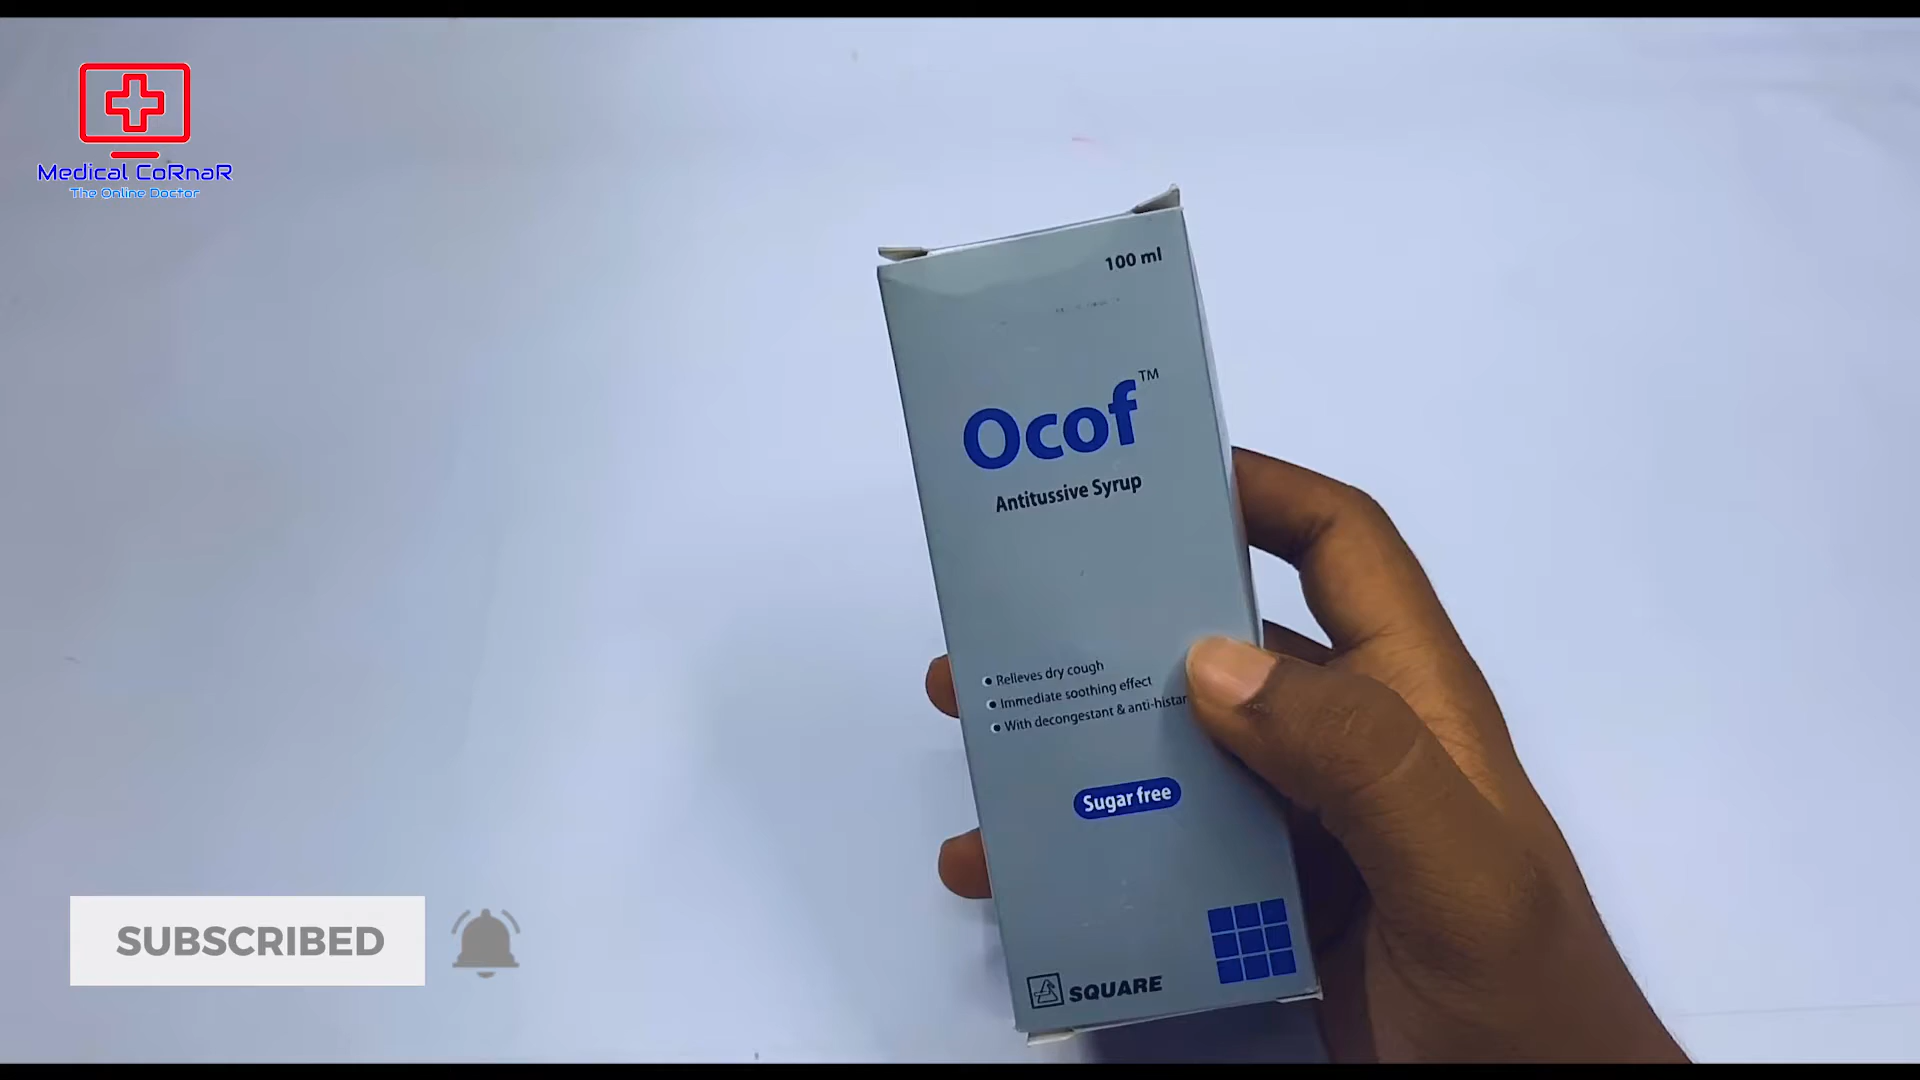 Medical CoRnaR
The Online Doctor
100 ml
Ocof™
Antitussive Syrup
• Relieves dry cough
• Immediate soothing effect
• With decongestant & anti-histar
Sugar free
SQUARE
SUBSCRIBED